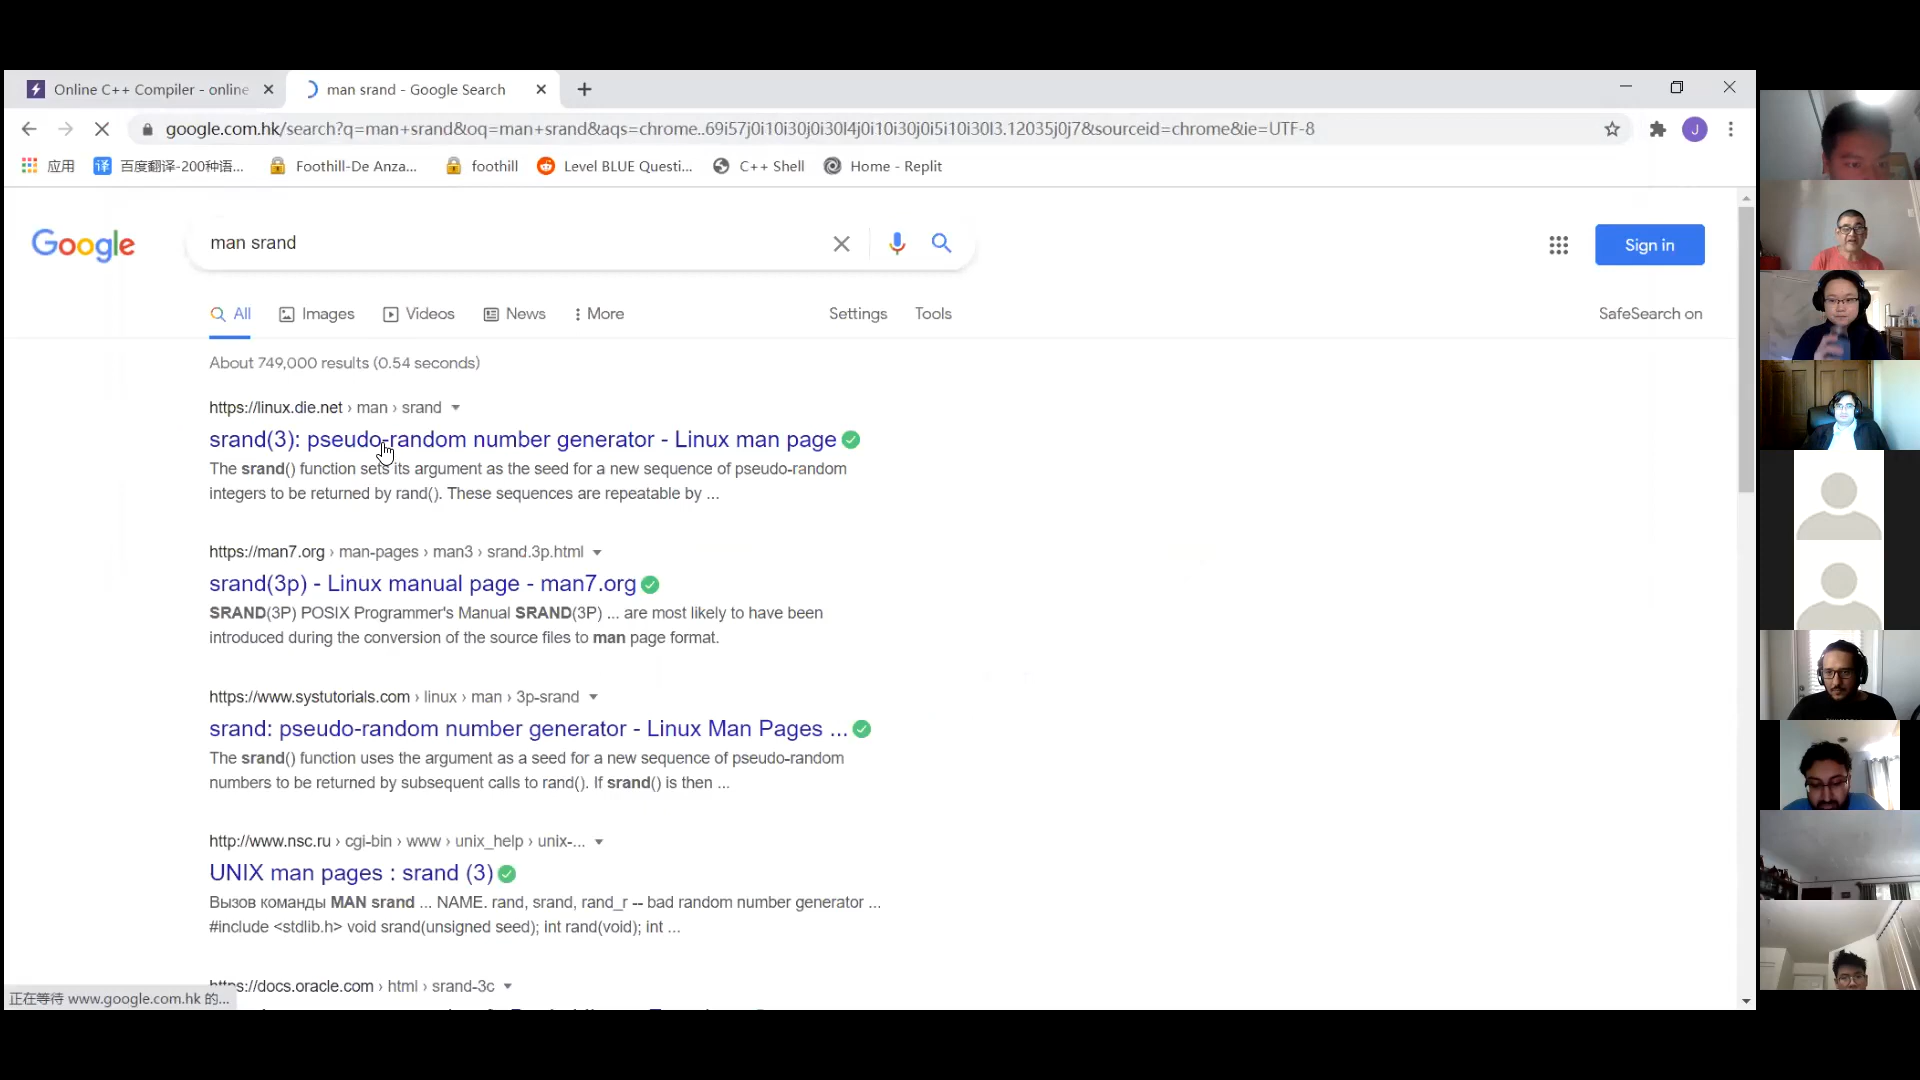 Online C++ Compiler - online
man srand - Google Search
google.com.hk/search?q=man+srand&oq=man+srand&aqs=chrome..69i57j0i10i30j0i30l4j0i10i30j0i5i10i30l3.12035j0j7&sourceid=chrome&ie=UTF-8
J
应用
译 百度翻译-200种语...
Foothill-De Anza...
foothill
Level BLUE Questi...
C++ Shell
Home - Replit
Google
man srand
Sign in
All
Images
Videos
News
More
Settings
Tools
SafeSearch on
About 749,000 results (0.54 seconds)
https://linux.die.net › man › srand
srand(3): pseudo-random number generator - Linux man page
The srand() function sets its argument as the seed for a new sequence of pseudo-random
integers to be returned by rand(). These sequences are repeatable by ...
https://man7.org › man-pages › man3 › srand.3p.html
srand(3p) - Linux manual page - man7.org
SRAND(3P) POSIX Programmer's Manual SRAND(3P) ... are most likely to have been
introduced during the conversion of the source files to man page format.
https://www.systutorials.com › linux › man › 3p-srand
srand: pseudo-random number generator - Linux Man Pages ...
The srand() function uses the argument as a seed for a new sequence of pseudo-random
numbers to be returned by subsequent calls to rand(). If srand() is then ...
http://www.nsc.ru › cgi-bin › www › unix_help › unix-...
UNIX man pages : srand (3)
Вызов команды MAN srand ... NAME. rand, srand, rand_r -- bad random number generator ...
#include <stdlib.h> void srand(unsigned seed); int rand(void); int ...
https://docs.oracle.com › html › srand-3c
正在等待 www.google.com.hk 的...